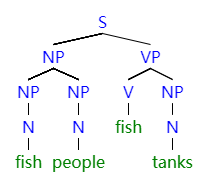 S
NP VP
NP NP V NP
N N fish N
fish people tanks